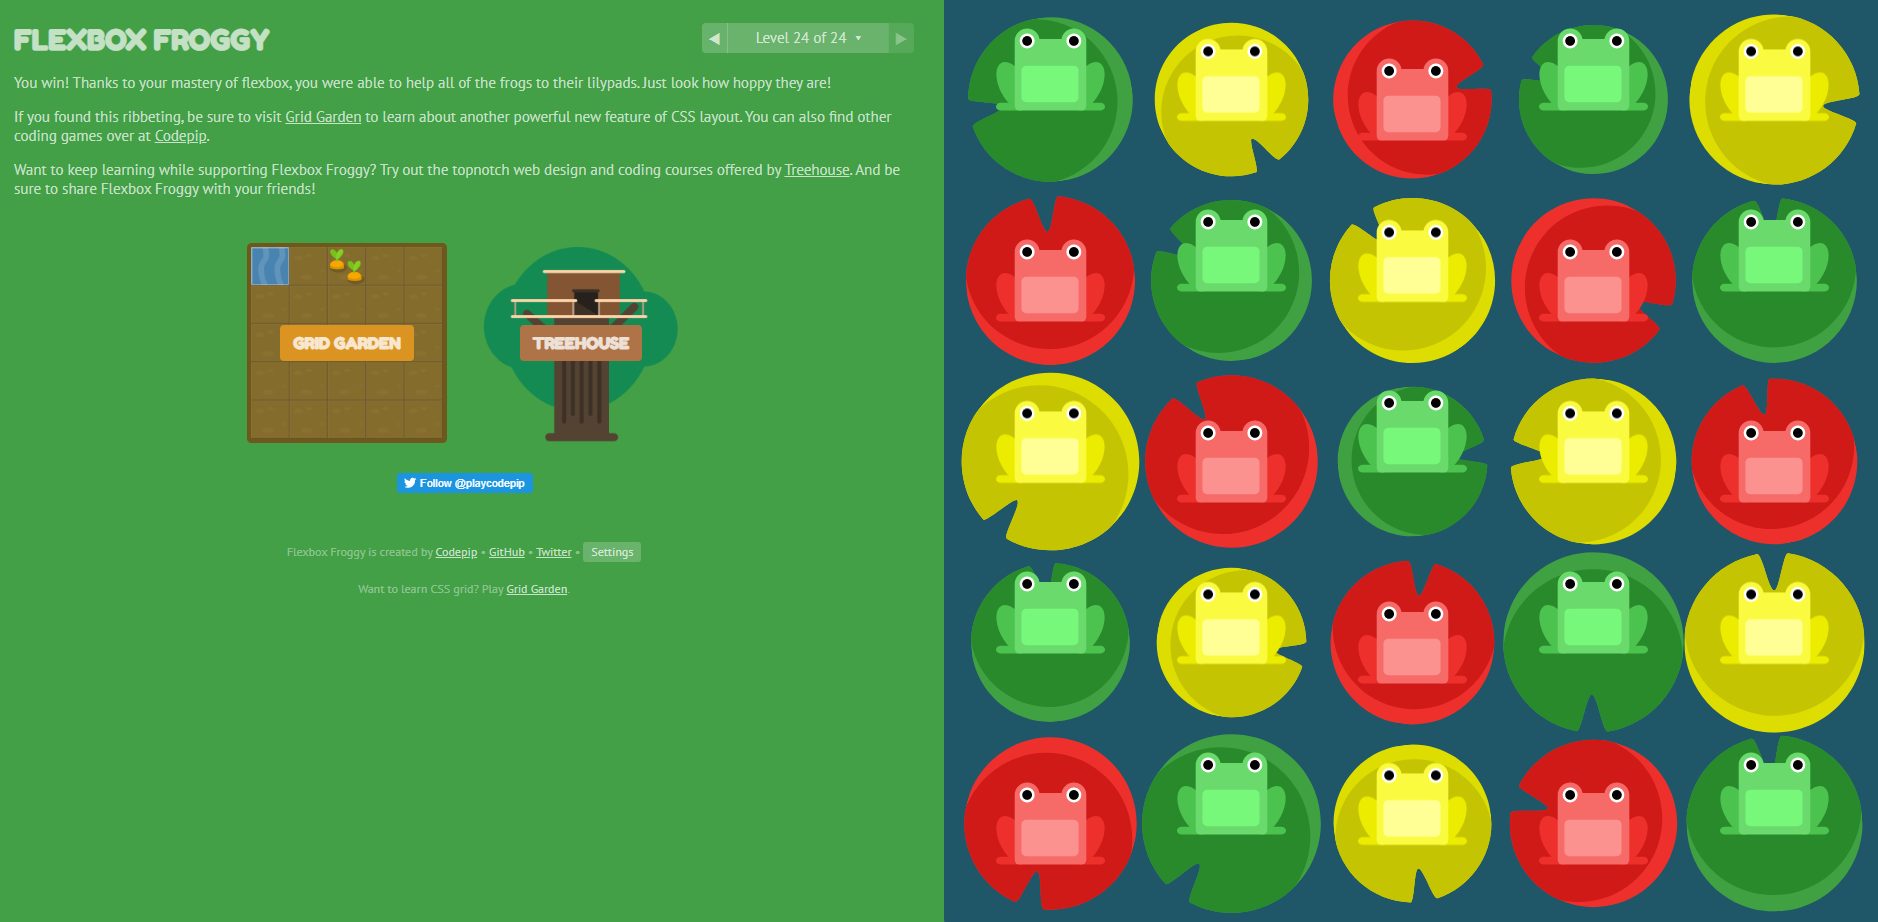 FLEXBOX FROGGY
◀ Level 24 of 24 ▼ ▶
You win! Thanks to your mastery of flexbox, you were able to help all of the frogs to their lilypads. Just look how hoppy they are!
If you found this ribbeting, be sure to visit Grid Garden to learn about another powerful new feature of CSS layout. You can also find other
coding games over at Codepip.
Want to keep learning while supporting Flexbox Froggy? Try out the topnotch web design and coding courses offered by Treehouse. And be
sure to share Flexbox Froggy with your friends!
GRID GARDEN
TREEHOUSE
Follow @playcodepip
Flexbox Froggy is created by Codepip • GitHub • Twitter • Settings
Want to learn CSS grid? Play Grid Garden.